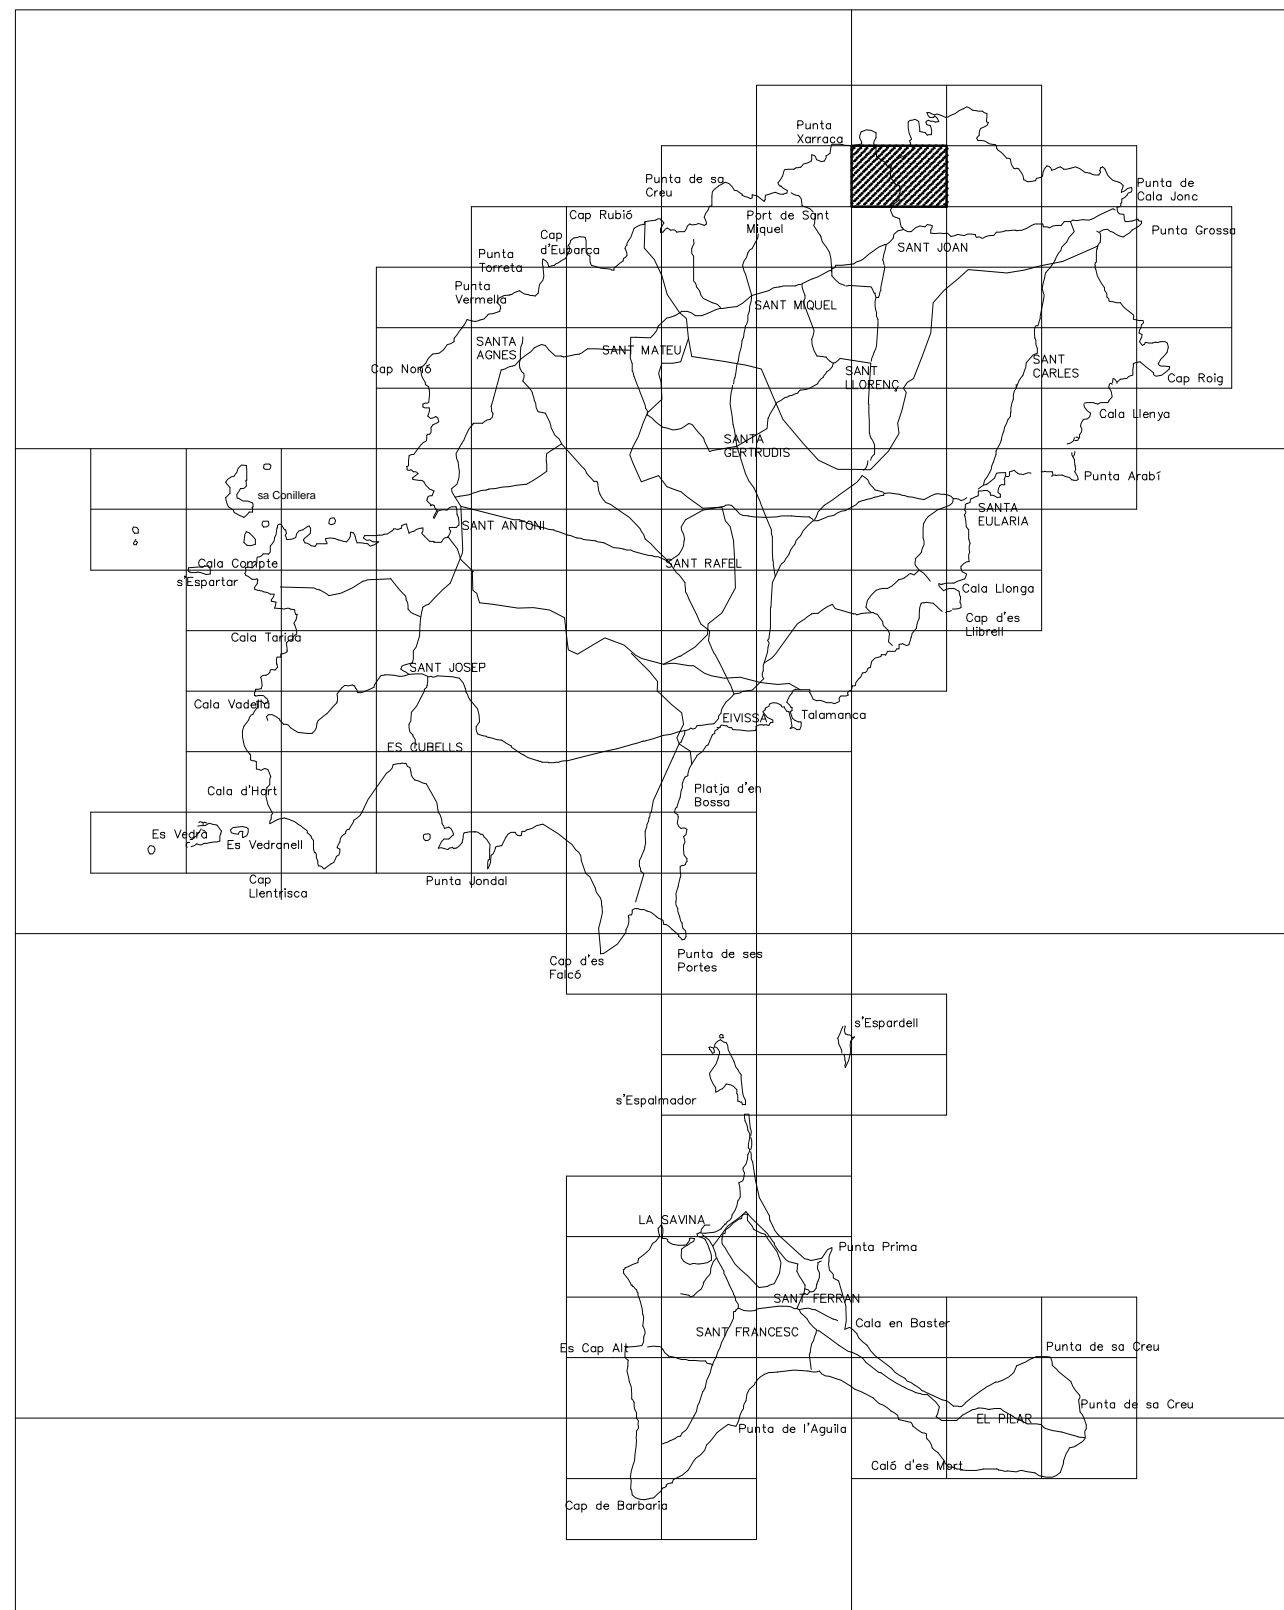 Punta
Xarraca
Punta de sa
Creu
Punta de
Cala Jonc
Cap Rubió
Port de Sant
Miquel
Punta Grossa
Cap
d'Eubarca
SANT JOAN
Punta
Torreta
Punta
Vermella
SANT MIQUEL
SANTA
AGNES
SANT MATEU
Cap Nonó
SANT
LLORENÇ
SANT
CARLES
Cap Roig
Cala Llenya
SANTA
GERTRUDIS
Punta Arabí
sa Conillera
SANTA
EULARIA
SANT ANTONI
Cala Compte
s'Espartar
SANT RAFEL
Cala Llonga
Cap d'es
Llibrell
Cala Tarida
SANT JOSEP
Cala Vadella
EIVISSA
Talamanca
ES CUBELLS
Cala d'Hart
Platja d'en
Bossa
Es Vedrà
Es Vedranell
Cap
Llentrisca
Punta Jondal
Cap d'es
Falcó
Punta de ses
Portes
s'Espardell
s'Espalmador
LA SAVINA
Punta Prima
SANT FERRAN
Cala en Baster
SANT FRANCESC
Es Cap Alt
Punta de sa Creu
Punta de sa Creu
EL PILAR
Punta de l'Aguila
Caló d'es Mort
Cap de Barbaria